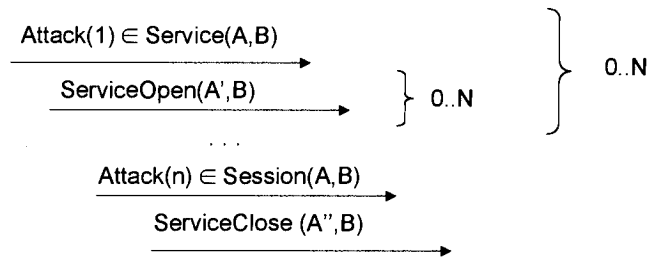 Attack(1) ∈ Service(A,B)
0..N
ServiceOpen(A',B)
0..N
. . .
Attack(n) ∈ Session(A,B)
ServiceClose (A",B)